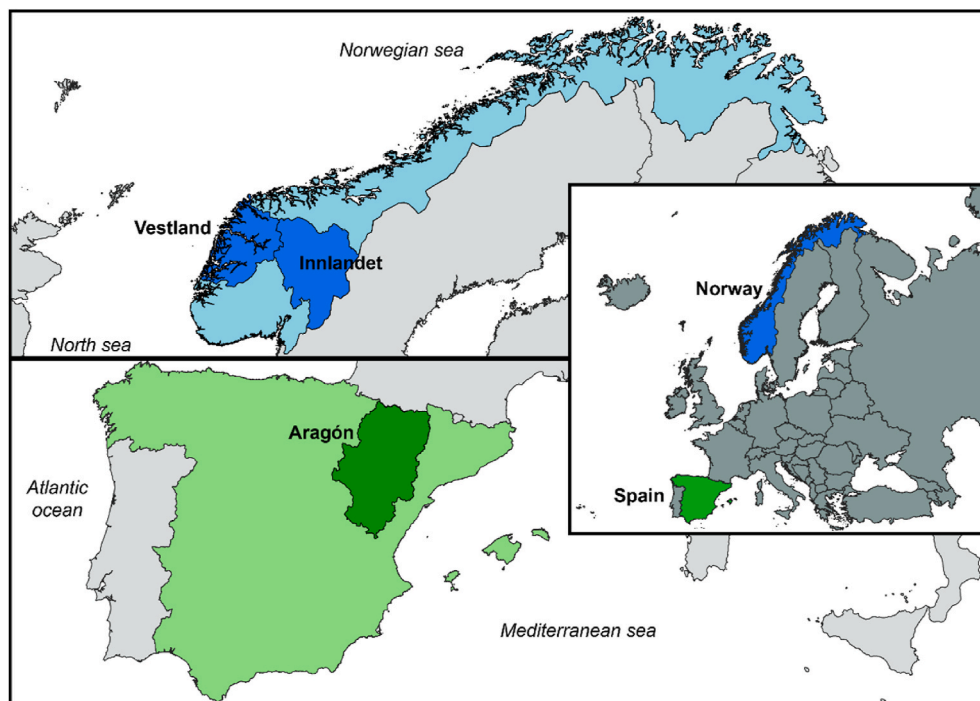 Norwegian sea
Vestland
Innlandet
North sea
Norway
Spain
Aragón
Atlantic
ocean
Mediterranean sea